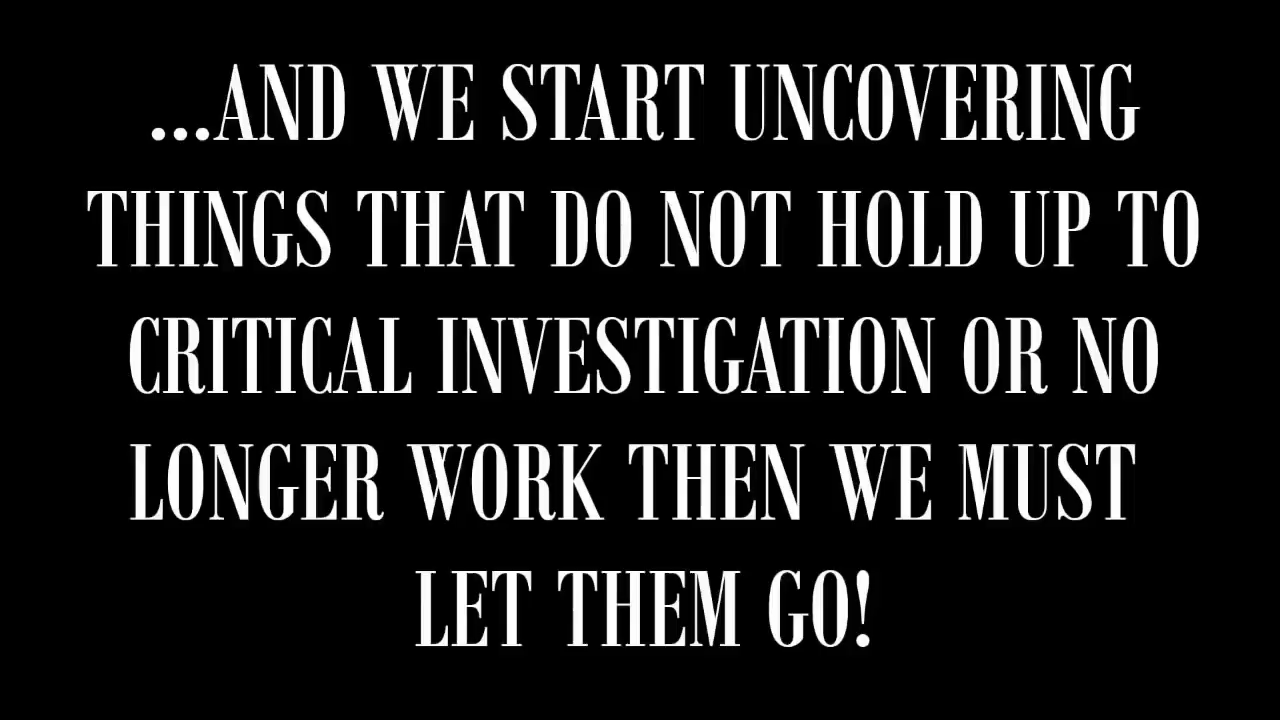 ...AND WE START UNCOVERING
THINGS THAT DO NOT HOLD UP TO
CRITICAL INVESTIGATION OR NO
LONGER WORK THEN WE MUST
LET THEM GO!